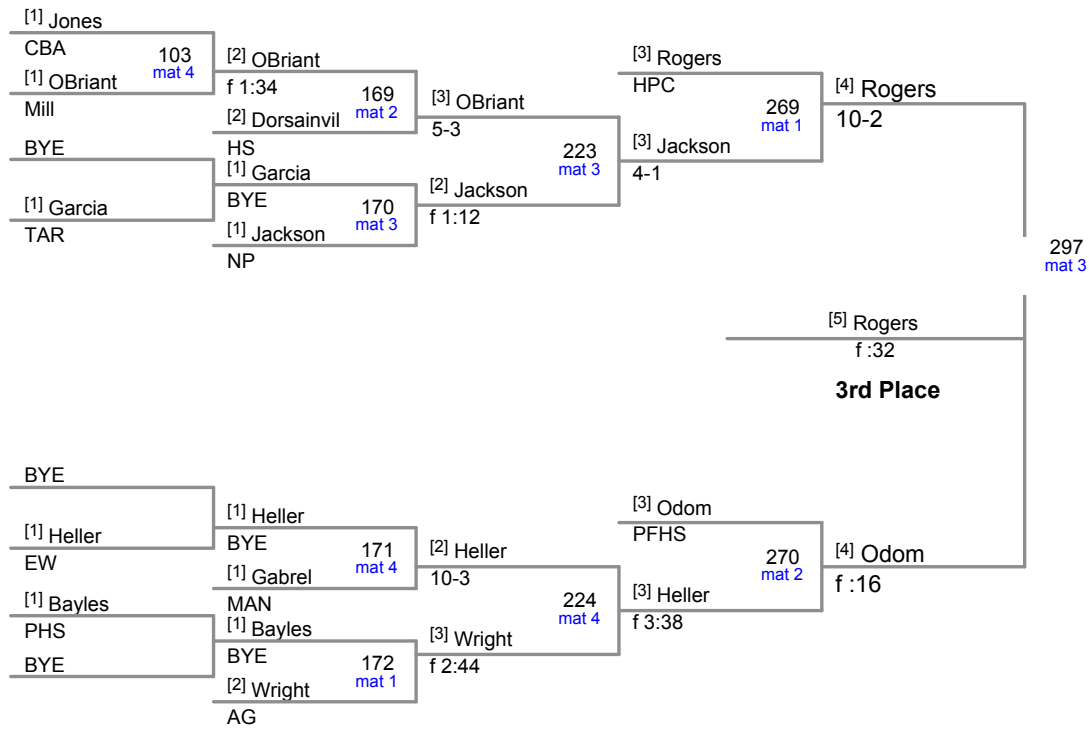 [1] Jones
CBA
103
mat 4
[1] OBriant
Mill
BYE
[1] Garcia
TAR
[2] OBriant
f 1:34
169
mat 2
[2] Dorsainvil
HS
[1] Garcia
BYE
170
mat 3
[1] Jackson
NP
[3] OBriant
5-3
223
mat 3
[2] Jackson
f 1:12
[3] Rogers
HPC
269
mat 1
[3] Jackson
4-1
[4] Rogers
10-2
297
mat 3
[5] Rogers
f :32
3rd Place
BYE
[1] Heller
EW
[1] Bayles
PHS
BYE
[1] Heller
BYE
171
mat 4
[1] Gabrel
MAN
[1] Bayles
BYE
172
mat 1
[2] Wright
AG
[2] Heller
10-3
224
mat 4
[3] Wright
f 2:44
[3] Odom
PFHS
270
mat 2
[3] Heller
f 3:38
[4] Odom
f :16